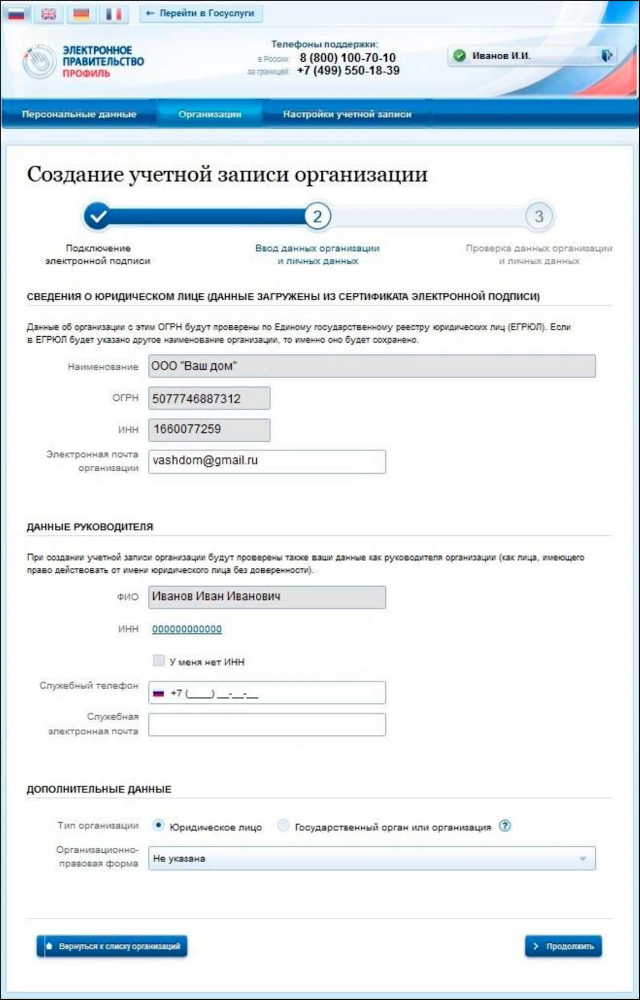 ← Перейти в Госуслуги
ЭЛЕКТРОННОЕ
ПРАВИТЕЛЬСТВО
ПРОФИЛЬ
Телефоны поддержки:
в России: 8 (800) 100-70-10
за границей: +7 (499) 550-18-39
Иванов И.И.
Персональные данные
Организации
Настройки учетной записи
Создание учетной записи организации
2
3
Подключение
электронной подписи
Ввод данных организации
и личных данных
Проверка данных организации
и личных данных
СВЕДЕНИЯ О ЮРИДИЧЕСКОМ ЛИЦЕ (ДАННЫЕ ЗАГРУЖЕНЫ ИЗ СЕРТИФИКАТА ЭЛЕКТРОННОЙ ПОДПИСИ)
Данные об организации с этим ОГРН будут проверены по Единому государственному реестру юридических лиц (ЕГРЮЛ). Если
в ЕГРЮЛ будет указано другое наименование организации, то именно оно будет сохранено.
Наименование ООО "Ваш дом"
ОГРН 5077746887312
ИНН 1660077259
Электронная почта
организации
vashdom@gmail.ru
ДАННЫЕ РУКОВОДИТЕЛЯ
При создании учетной записи организации будут проверены также ваши данные как руководителя организации (как лица, имеющего
право действовать от имени юридического лица без доверенности).
ФИО Иванов Иван Иванович
ИНН 000000000000
У меня нет ИНН
Служебный телефон +7 (____) __-__-__
Служебная
электронная почта
ДОПОЛНИТЕЛЬНЫЕ ДАННЫЕ
Тип организации Юридическое лицо Государственный орган или организация ?
Организационно-
правовая форма
Не указана
Вернуться к списку организаций
Продолжить